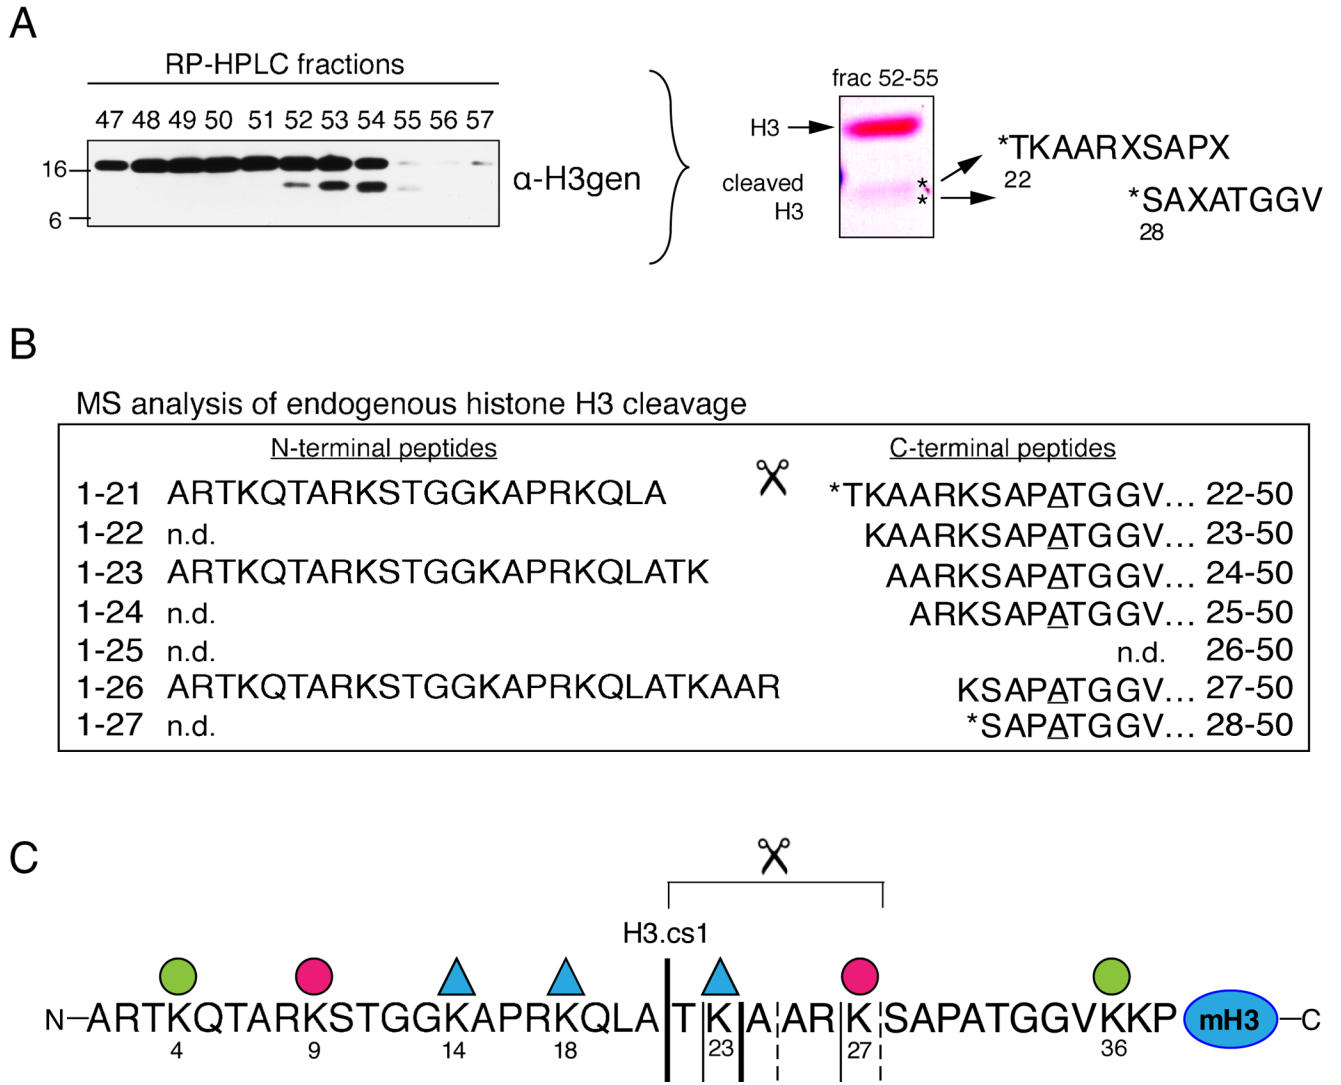 A
RP-HPLC fractions
47 48 49 50 51 52 53 54 55 56 57
16
6
α-H3gen
frac 52-55
H3
cleaved
H3
*
*
*TKAARXSAPX
22
*SAXATGGV
28
B
MS analysis of endogenous histone H3 cleavage
N-terminal peptides C-terminal peptides
1-21 ARTKQTARKSTGGKAPRKQLA *TKAARKSAPATGGV... 22-50
1-22 n.d. KAARKSAPATGGV... 23-50
1-23 ARTKQTARKSTGGKAPRKQLATK AARKSAPATGGV... 24-50
1-24 n.d. ARKSAPATGGV... 25-50
1-25 n.d. n.d. 26-50
1-26 ARTKQTARKSTGGKAPRKQLATKAAR KSAPATGGV... 27-50
1-27 n.d. *SAPATGGV... 28-50
C
H3.cs1
N–ARTKQTARKSTGGKAPRKQLATKAARKSAPATGGVKKP mH3 –C
4 9 14 18 23 27 36